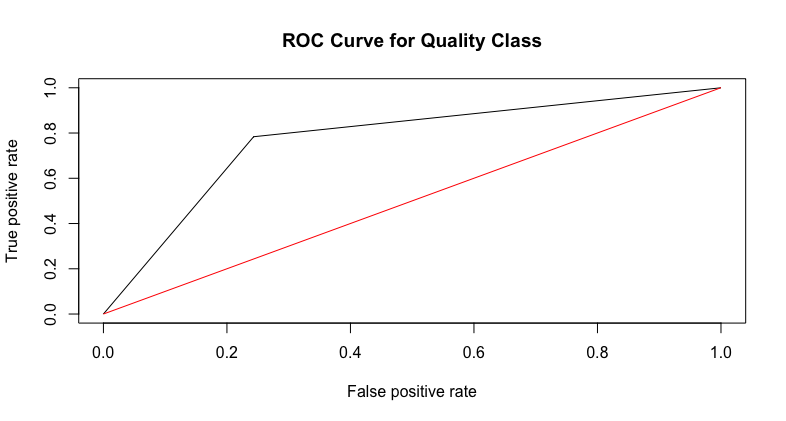 ROC Curve for Quality Class
True positive rate
1.0
0.8
0.6
0.4
0.2
0.0
0.0 0.2 0.4 0.6 0.8 1.0
False positive rate